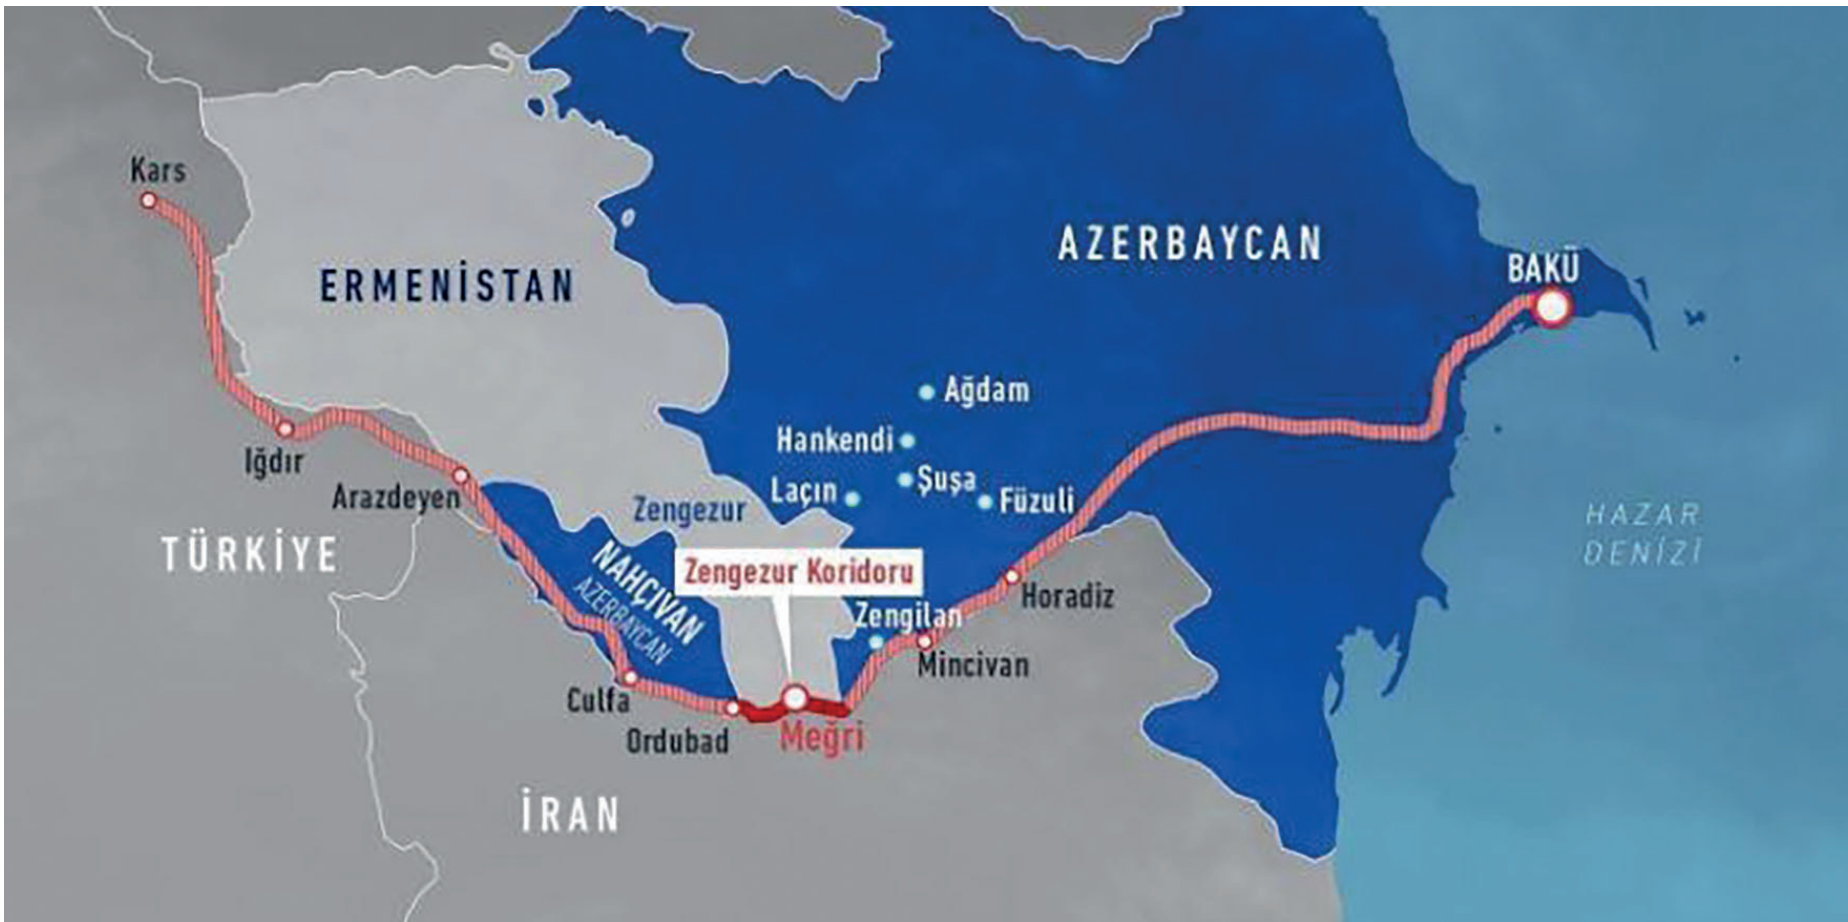 Kars
ERMENİSTAN
AZERBAYCAN
BAKÜ
Ağdam
Hankendi
Şuşa
Laçın
Füzuli
Iğdır
Arazdeyen
Zengezur
HAZAR
DENİZİ
TÜRKİYE
NAHÇIVAN
AZERBAYCAN
Zengezur Koridoru
Horadiz
Zengilan
Mincivan
Culfa
Ordubad
Meğri
İRAN